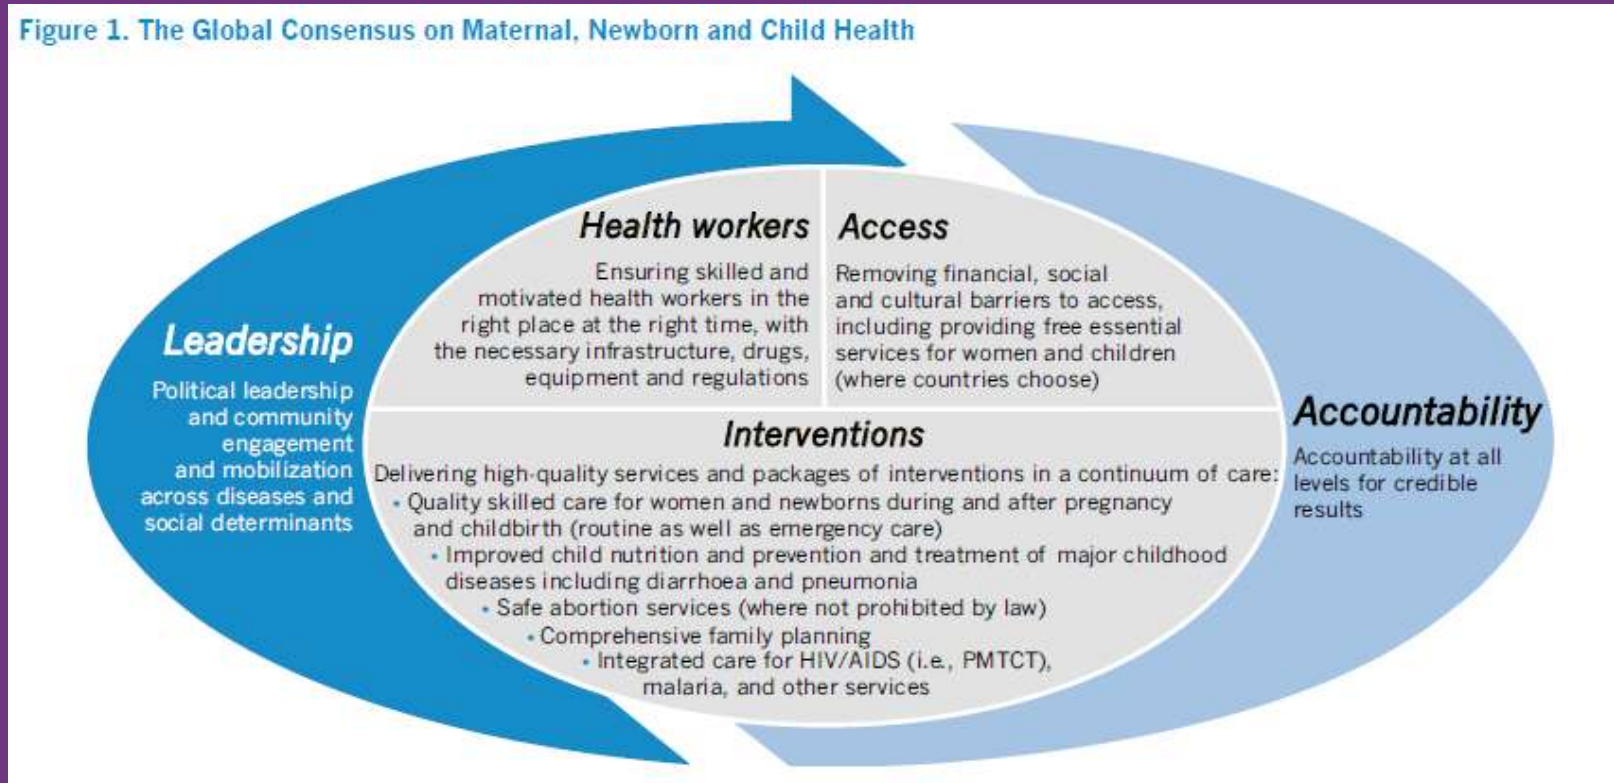 Figure 1. The Global Consensus on Maternal, Newborn and Child Health
Leadership
Political leadership
and community
engagement
and mobilization
across diseases and
social determinants
Health workers
Ensuring skilled and
motivated health workers in the
right place at the right time, with
the necessary infrastructure, drugs,
equipment and regulations
Access
Removing financial, social
and cultural barriers to access,
including providing free essential
services for women and children
(where countries choose)
Interventions
Delivering high-quality services and packages of interventions in a continuum of care:
• Quality skilled care for women and newborns during and after pregnancy
and childbirth (routine as well as emergency care)
• Improved child nutrition and prevention and treatment of major childhood
diseases including diarrhoea and pneumonia
• Safe abortion services (where not prohibited by law)
• Comprehensive family planning
• Integrated care for HIV/AIDS (i.e., PMTCT),
malaria, and other services
Accountability
Accountability at all
levels for credible
results